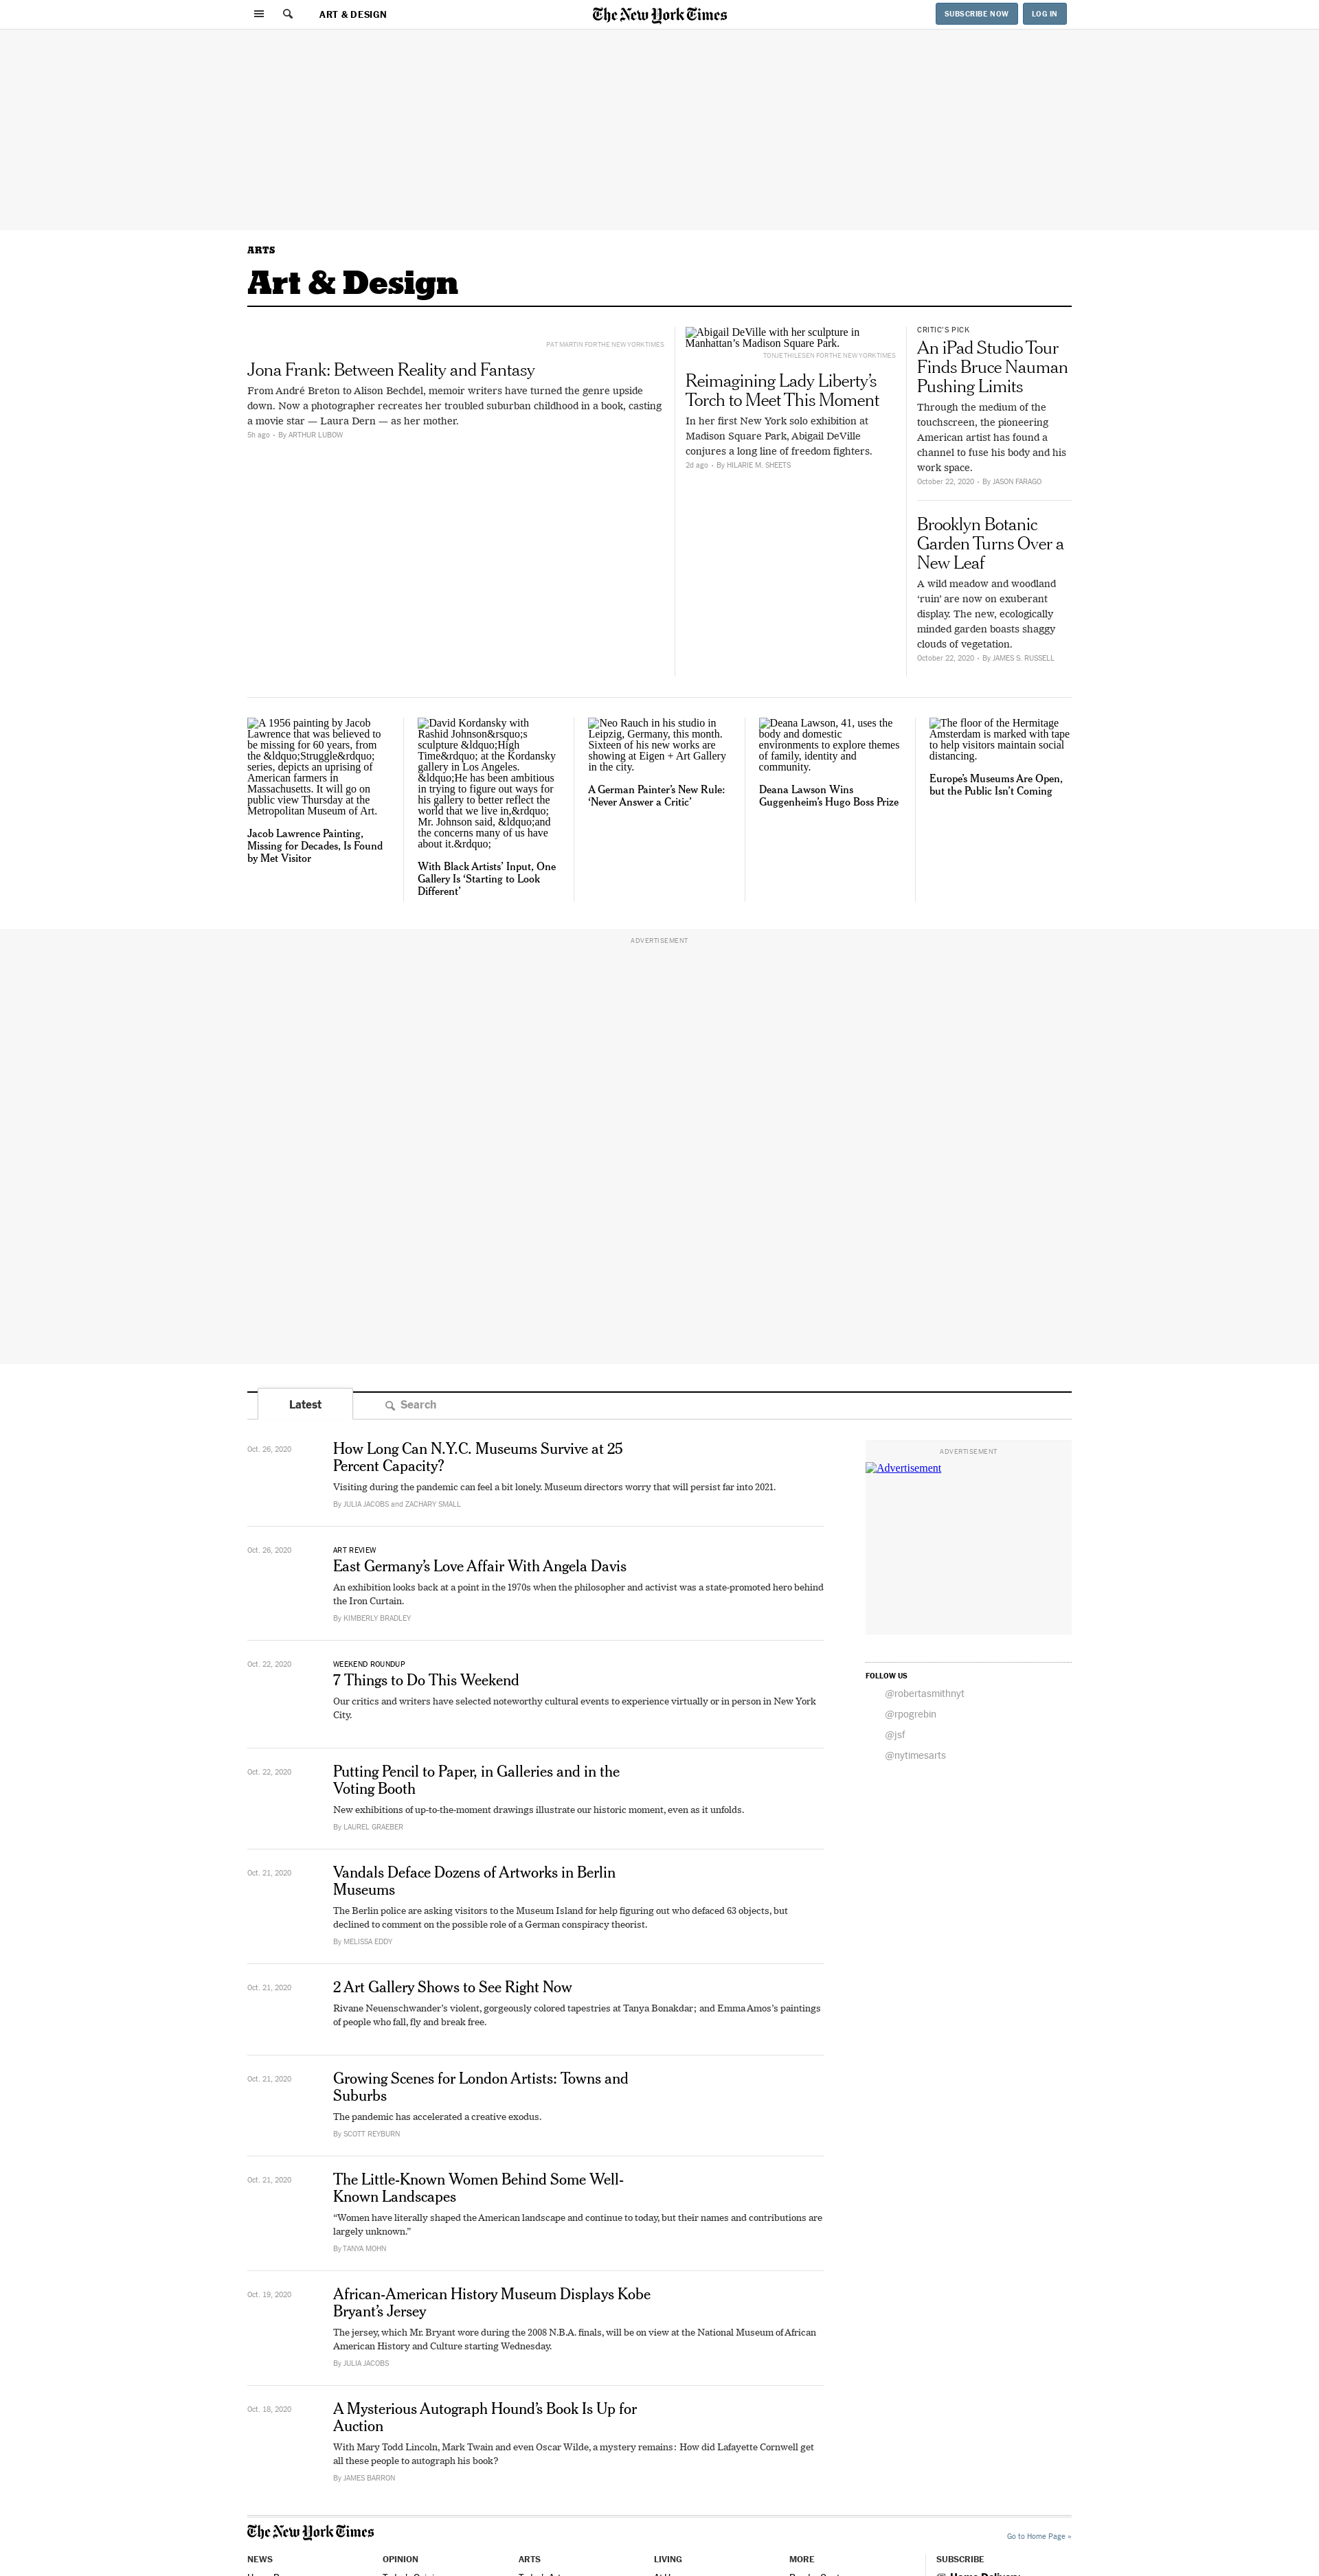 ART & DESIGN
The New York Times
SUBSCRIBE NOW
LOG IN
ARTS
Art & Design
PAT MARTIN FOR THE NEW YORK TIMES
Jona Frank: Between Reality and Fantasy
From André Breton to Alison Bechdel, memoir writers have turned the genre upside
down. Now a photographer recreates her troubled suburban childhood in a book, casting
a movie star — Laura Dern — as her mother.
5h ago • By ARTHUR LUBOW
Abigail DeVille with her sculpture in
Manhattan’s Madison Square Park.
TONJE THILESEN FOR THE NEW YORK TIMES
Reimagining Lady Liberty’s
Torch to Meet This Moment
In her first New York solo exhibition at
Madison Square Park, Abigail DeVille
conjures a long line of freedom fighters.
2d ago • By HILARIE M. SHEETS
CRITIC’S PICK
An iPad Studio Tour
Finds Bruce Nauman
Pushing Limits
Through the medium of the
touchscreen, the pioneering
American artist has found a
channel to fuse his body and his
work space.
October 22, 2020 • By JASON FARAGO
Brooklyn Botanic
Garden Turns Over a
New Leaf
A wild meadow and woodland
‘ruin’ are now on exuberant
display. The new, ecologically
minded garden boasts shaggy
clouds of vegetation.
October 22, 2020 • By JAMES S. RUSSELL
A 1956 painting by Jacob
Lawrence that was believed to
be missing for 60 years, from
the &ldquo;Struggle&rdquo;
series, depicts an uprising of
American farmers in
Massachusetts. It will go on
public view Thursday at the
Metropolitan Museum of Art.
Jacob Lawrence Painting,
Missing for Decades, Is Found
by Met Visitor
David Kordansky with
Rashid Johnson&rsquo;s
sculpture &ldquo;High
Time&rdquo; at the Kordansky
gallery in Los Angeles.
&ldquo;He has been ambitious
in trying to figure out ways for
his gallery to better reflect the
world that we live in,&rdquo;
Mr. Johnson said, &ldquo;and
the concerns many of us have
about it.&rdquo;
With Black Artists’ Input, One
Gallery Is ‘Starting to Look
Different’
Neo Rauch in his studio in
Leipzig, Germany, this month.
Sixteen of his new works are
showing at Eigen + Art Gallery
in the city.
A German Painter’s New Rule:
‘Never Answer a Critic’
Deana Lawson, 41, uses the
body and domestic
environments to explore themes
of family, identity and
community.
Deana Lawson Wins
Guggenheim’s Hugo Boss Prize
The floor of the Hermitage
Amsterdam is marked with tape
to help visitors maintain social
distancing.
Europe’s Museums Are Open,
but the Public Isn’t Coming
ADVERTISEMENT
Latest
Search
Oct. 26, 2020
How Long Can N.Y.C. Museums Survive at 25
Percent Capacity?
Visiting during the pandemic can feel a bit lonely. Museum directors worry that will persist far into 2021.
By JULIA JACOBS and ZACHARY SMALL
Oct. 26, 2020
ART REVIEW
East Germany’s Love Affair With Angela Davis
An exhibition looks back at a point in the 1970s when the philosopher and activist was a state-promoted hero behind
the Iron Curtain.
By KIMBERLY BRADLEY
Oct. 22, 2020
WEEKEND ROUNDUP
7 Things to Do This Weekend
Our critics and writers have selected noteworthy cultural events to experience virtually or in person in New York
City.
Oct. 22, 2020
Putting Pencil to Paper, in Galleries and in the
Voting Booth
New exhibitions of up-to-the-moment drawings illustrate our historic moment, even as it unfolds.
By LAUREL GRAEBER
Oct. 21, 2020
Vandals Deface Dozens of Artworks in Berlin
Museums
The Berlin police are asking visitors to the Museum Island for help figuring out who defaced 63 objects, but
declined to comment on the possible role of a German conspiracy theorist.
By MELISSA EDDY
Oct. 21, 2020
2 Art Gallery Shows to See Right Now
Rivane Neuenschwander’s violent, gorgeously colored tapestries at Tanya Bonakdar; and Emma Amos’s paintings
of people who fall, fly and break free.
Oct. 21, 2020
Growing Scenes for London Artists: Towns and
Suburbs
The pandemic has accelerated a creative exodus.
By SCOTT REYBURN
Oct. 21, 2020
The Little-Known Women Behind Some Well-
Known Landscapes
“Women have literally shaped the American landscape and continue to today, but their names and contributions are
largely unknown.”
By TANYA MOHN
Oct. 19, 2020
African-American History Museum Displays Kobe
Bryant’s Jersey
The jersey, which Mr. Bryant wore during the 2008 N.B.A. finals, will be on view at the National Museum of African
American History and Culture starting Wednesday.
By JULIA JACOBS
Oct. 18, 2020
A Mysterious Autograph Hound’s Book Is Up for
Auction
With Mary Todd Lincoln, Mark Twain and even Oscar Wilde, a mystery remains: How did Lafayette Cornwell get
all these people to autograph his book?
By JAMES BARRON
ADVERTISEMENT
Advertisement
FOLLOW US
@robertasmithnyt
@rpogrebin
@jsf
@nytimesarts
The New York Times
Go to Home Page »
NEWS
OPINION
ARTS
LIVING
MORE
SUBSCRIBE